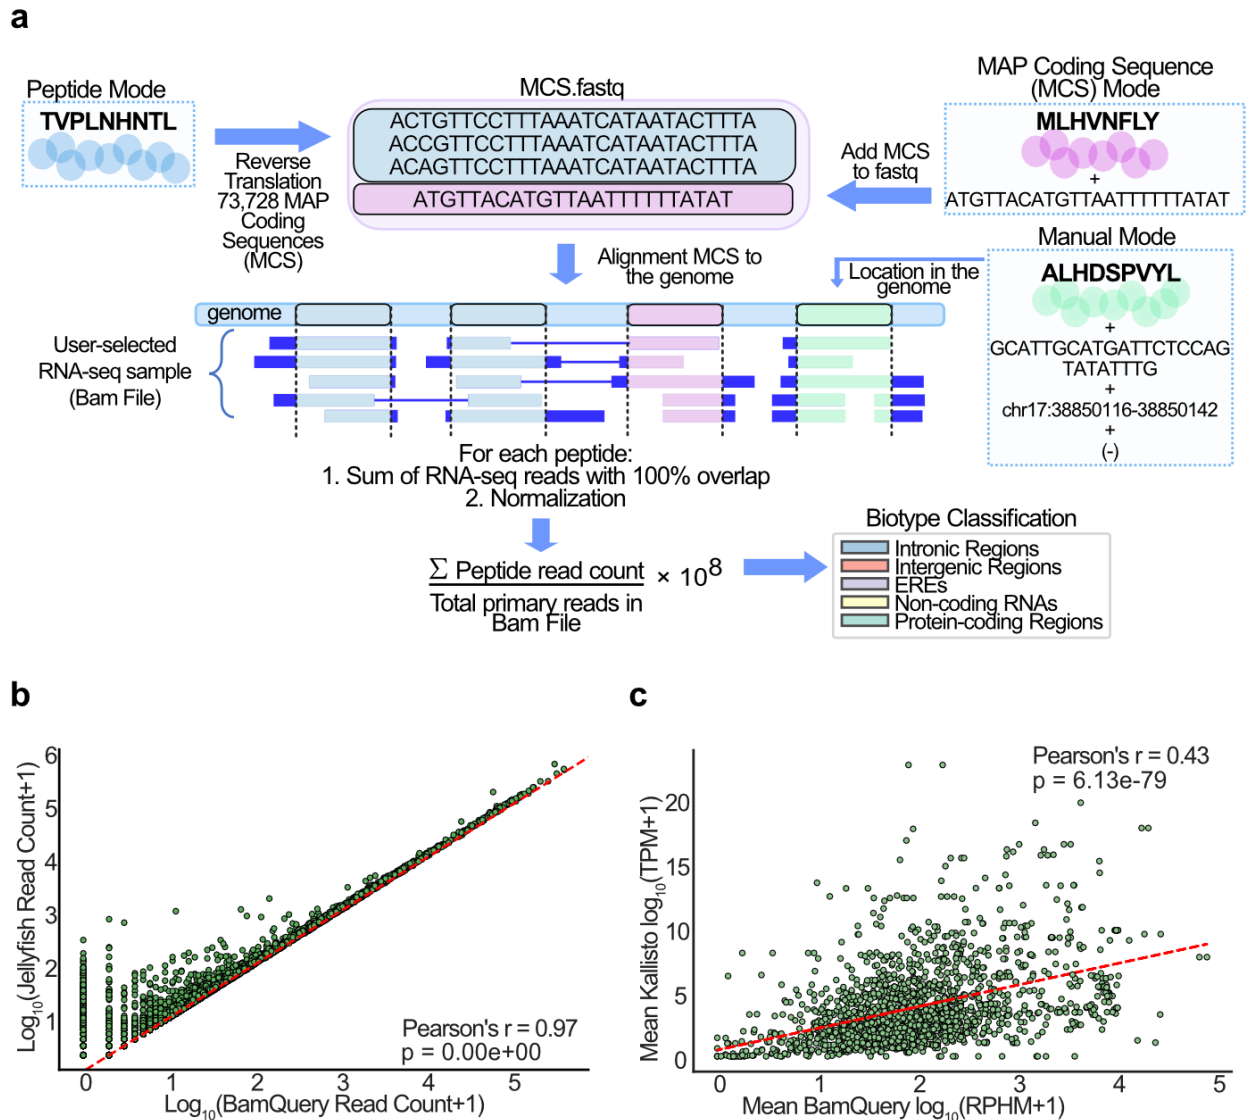 a
Peptide Mode
TVPLNHNTL
Reverse
Translation
73,728 MAP
Coding
Sequences
(MCS)
MCS.fastq
ACTGTTCCTTTAAATCATAATACTTTA
ACCGTTCCTTTAAATCATAATACTTTA
ACAGTTCCTTTAAATCATAATACTTTA
ATGTTACATGTTAATTTTTTATAT
MAP Coding Sequence
(MCS) Mode
MLHVNFLY
+
ATGTTACATGTTAATTTTTTATAT
Add MCS
to fastq
Manual Mode
ALHDSPVYL
+
GCATTGCATGATTCTCCAG
TATATTTG
+
chr17:38850116-38850142
+
(-)
Alignment MCS to
the genome
Location in the
genome
genome
User-selected
RNA-seq sample
(Bam File)
For each peptide:
1. Sum of RNA-seq reads with 100% overlap
2. Normalization
Σ Peptide read count
Total primary reads in
Bam File
× 10⁸
Biotype Classification
Intronic Regions
Intergenic Regions
EREs
Non-coding RNAs
Protein-coding Regions
b
Log₁₀(Jellyfish Read Count+1)
6
5
4
3
2
1
Pearson's r = 0.97
p = 0.00e+00
0 1 2 3 4 5
Log₁₀(BamQuery Read Count+1)
c
Mean Kallisto log₁₀(TPM+1)
20
15
10
5
0
Pearson's r = 0.43
p = 6.13e-79
0 1 2 3 4 5
Mean BamQuery log₁₀(RPHM+1)